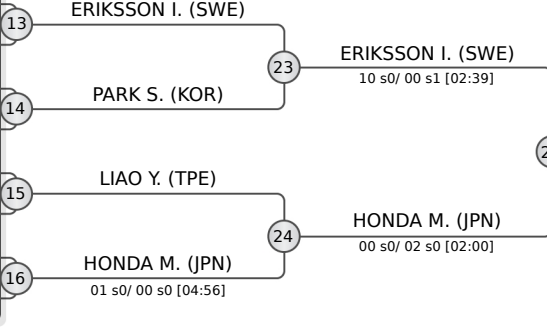 ERIKSSON I. (SWE)
13
23
ERIKSSON I. (SWE)
10 s0/ 00 s1 [02:39]
PARK S. (KOR)
14
LIAO Y. (TPE)
15
24
HONDA M. (JPN)
00 s0/ 02 s0 [02:00]
HONDA M. (JPN)
16
01 s0/ 00 s0 [04:56]